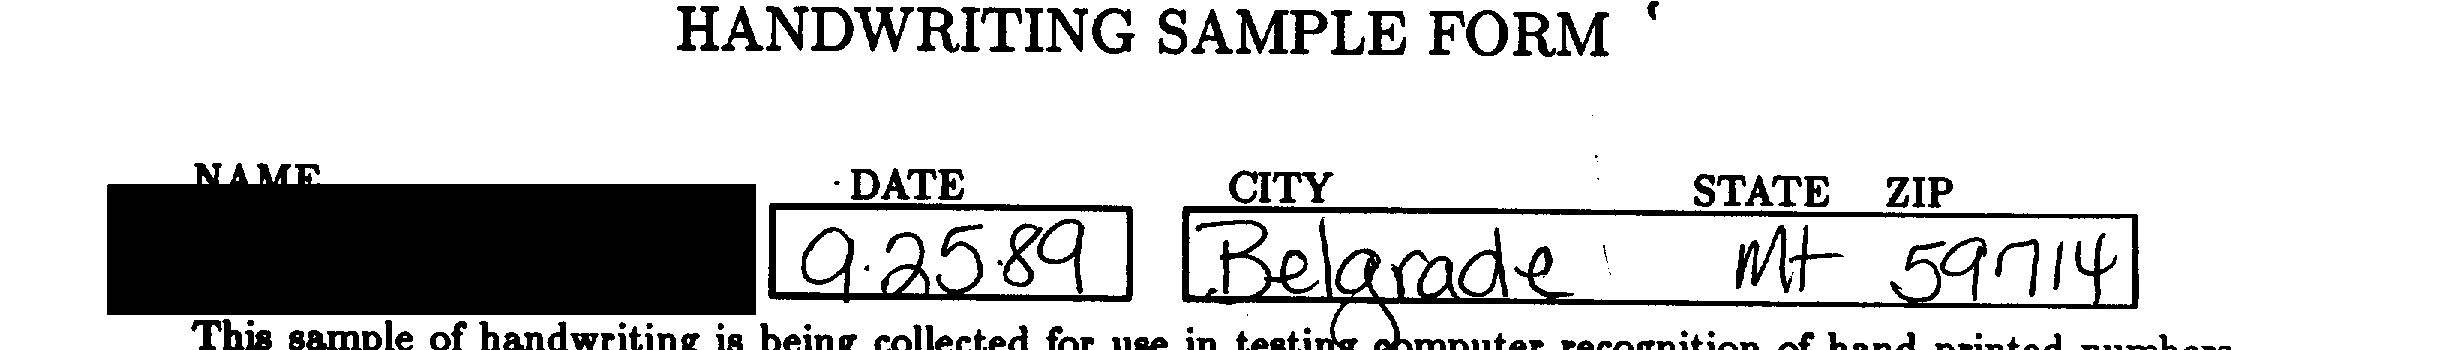 HANDWRITING SAMPLE FORM
NAME DATE CITY STATE ZIP
9.25.89 Belgrade Mt 59714
This sample of handwriting is being collected for use in testing computer recognition of hand printed numbers